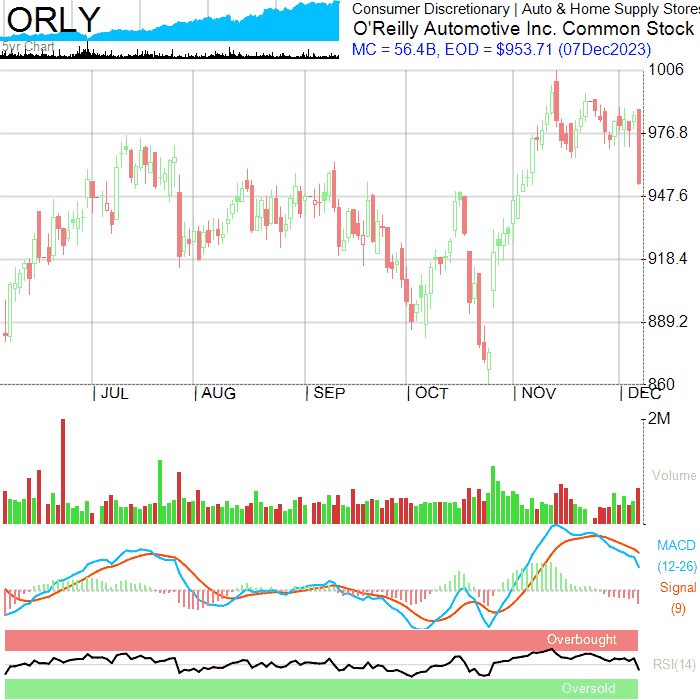 ORLY
5yr Chart
Consumer Discretionary | Auto & Home Supply Stores
O'Reilly Automotive Inc. Common Stock
MC = 56.4B, EOD = $953.71 (07Dec2023)
1006
976.8
947.6
918.4
889.2
860
| JUL | AUG | SEP | OCT | NOV | DEC
2M
Volume
MACD
(12-26)
Signal
(9)
Overbought
RSI(14)
Oversold